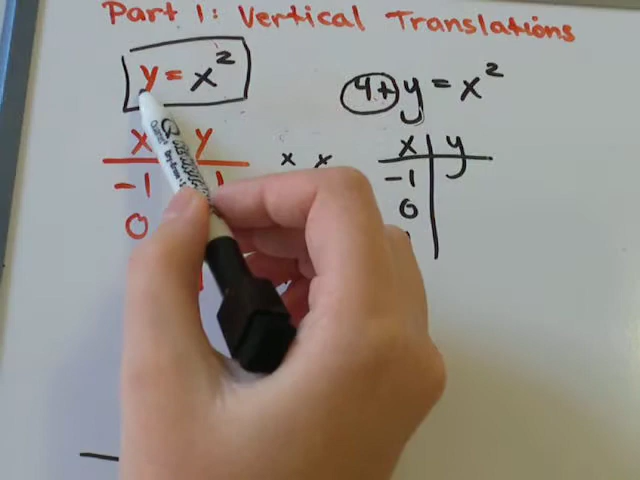 Part 1: Vertical Translations
y = x²
4+y = x²
x y
-1 1
0
x x
x y
-1
0